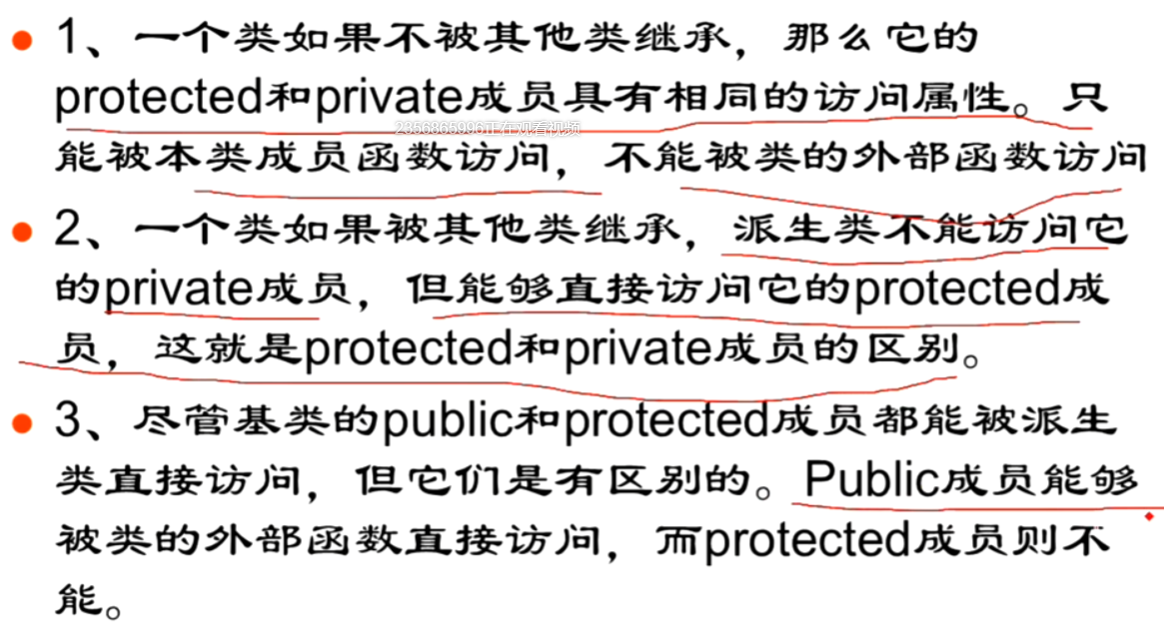 1、一个类如果不被其他类继承，那么它的
protected和private成员具有相同的访问属性。只
2356865996正在观看视频
能被本类成员函数访问，不能被类的外部函数访问
2、一个类如果被其他类继承，派生类不能访问它
的private成员，但能够直接访问它的protected成
员，这就是protected和private成员的区别。
3、尽管基类的public和protected成员都能被派生
类直接访问，但它们是有区别的。Public成员能够
被类的外部函数直接访问，而protected成员则不
能。